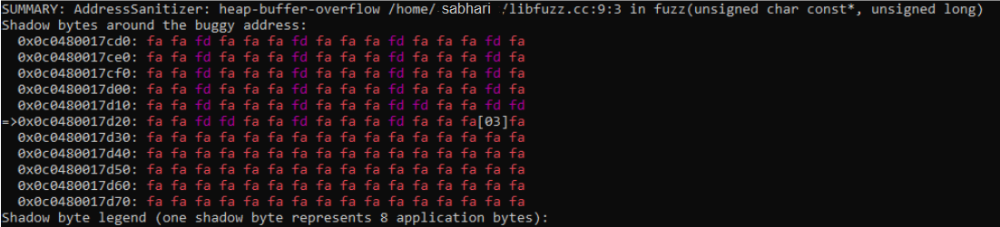 SUMMARY: AddressSanitizer: heap-buffer-overflow /home/ sabhari /libfuzz.cc:9:3 in fuzz(unsigned char const*, unsigned long)
Shadow bytes around the buggy address:
  0x0c0480017cd0: fa fa fd fa fa fa fd fa fa fa fd fa fa fa fd fa
  0x0c0480017ce0: fa fa fd fa fa fa fd fa fa fa fd fa fa fa fd fa
  0x0c0480017cf0: fa fa fd fa fa fa fd fa fa fa fd fa fa fa fd fa
  0x0c0480017d00: fa fa fd fa fa fa fd fa fa fa fd fa fa fa fd fa
  0x0c0480017d10: fa fa fd fa fa fa fd fa fa fa fd fd fa fa fd fd
=>0x0c0480017d20: fa fa fd fd fa fa fd fa fa fa fd fa fa fa[03]fa
  0x0c0480017d30: fa fa fa fa fa fa fa fa fa fa fa fa fa fa fa fa
  0x0c0480017d40: fa fa fa fa fa fa fa fa fa fa fa fa fa fa fa fa
  0x0c0480017d50: fa fa fa fa fa fa fa fa fa fa fa fa fa fa fa fa
  0x0c0480017d60: fa fa fa fa fa fa fa fa fa fa fa fa fa fa fa fa
  0x0c0480017d70: fa fa fa fa fa fa fa fa fa fa fa fa fa fa fa fa
Shadow byte legend (one shadow byte represents 8 application bytes):